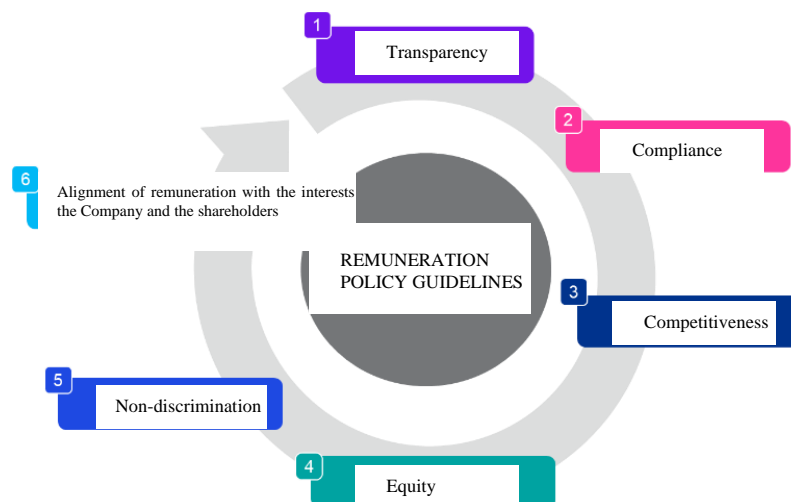 1
Transparency
2
Compliance
3
Competitiveness
4
Equity
5
Non-discrimination
6
Alignment of remuneration with the interests
the Company and the shareholders
REMUNERATION
POLICY GUIDELINES